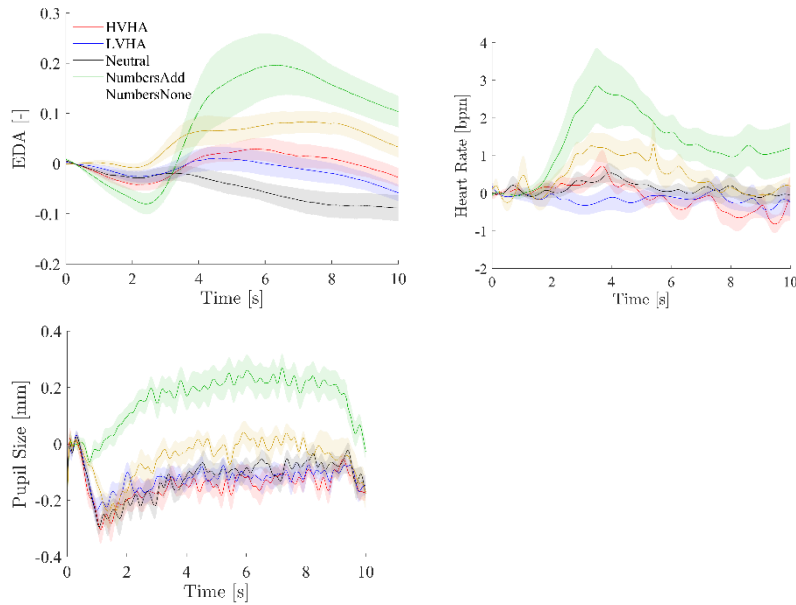 HVHA
LVHA
Neutral
NumbersAdd
NumbersNone
0.3
0.2
0.1
0
-0.1
-0.2
EDA [-]
0 2 4 6 8 10
Time [s]
4
3
2
1
0
-1
-2
Heart Rate [bpm]
0 2 4 6 8 10
Time [s]
0.4
0.2
0
-0.2
-0.4
Pupil Size [mm]
0 2 4 6 8 10
Time [s]